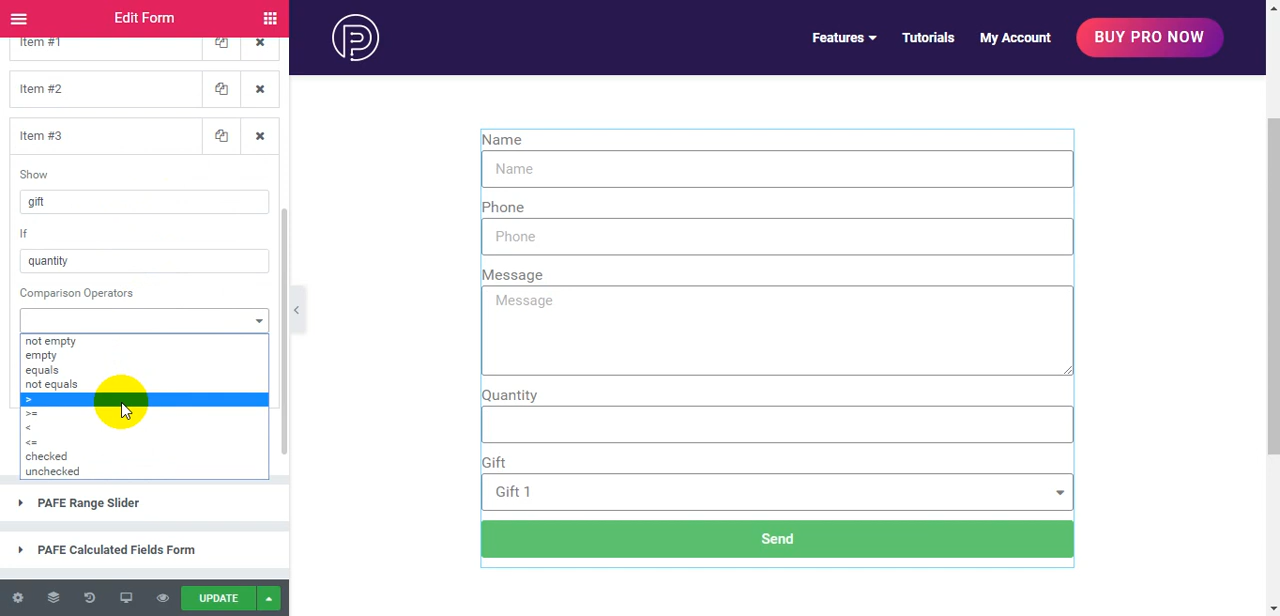 Edit Form
Item #1
Item #2
Item #3
Show
gift
If
quantity
Comparison Operators
not empty
empty
equals
not equals
>
>=
<
<=
checked
unchecked
PAFE Range Slider
PAFE Calculated Fields Form
UPDATE
Features
Tutorials
My Account
BUY PRO NOW
Name
Name
Phone
Phone
Message
Message
Quantity
Gift
Gift 1
Send